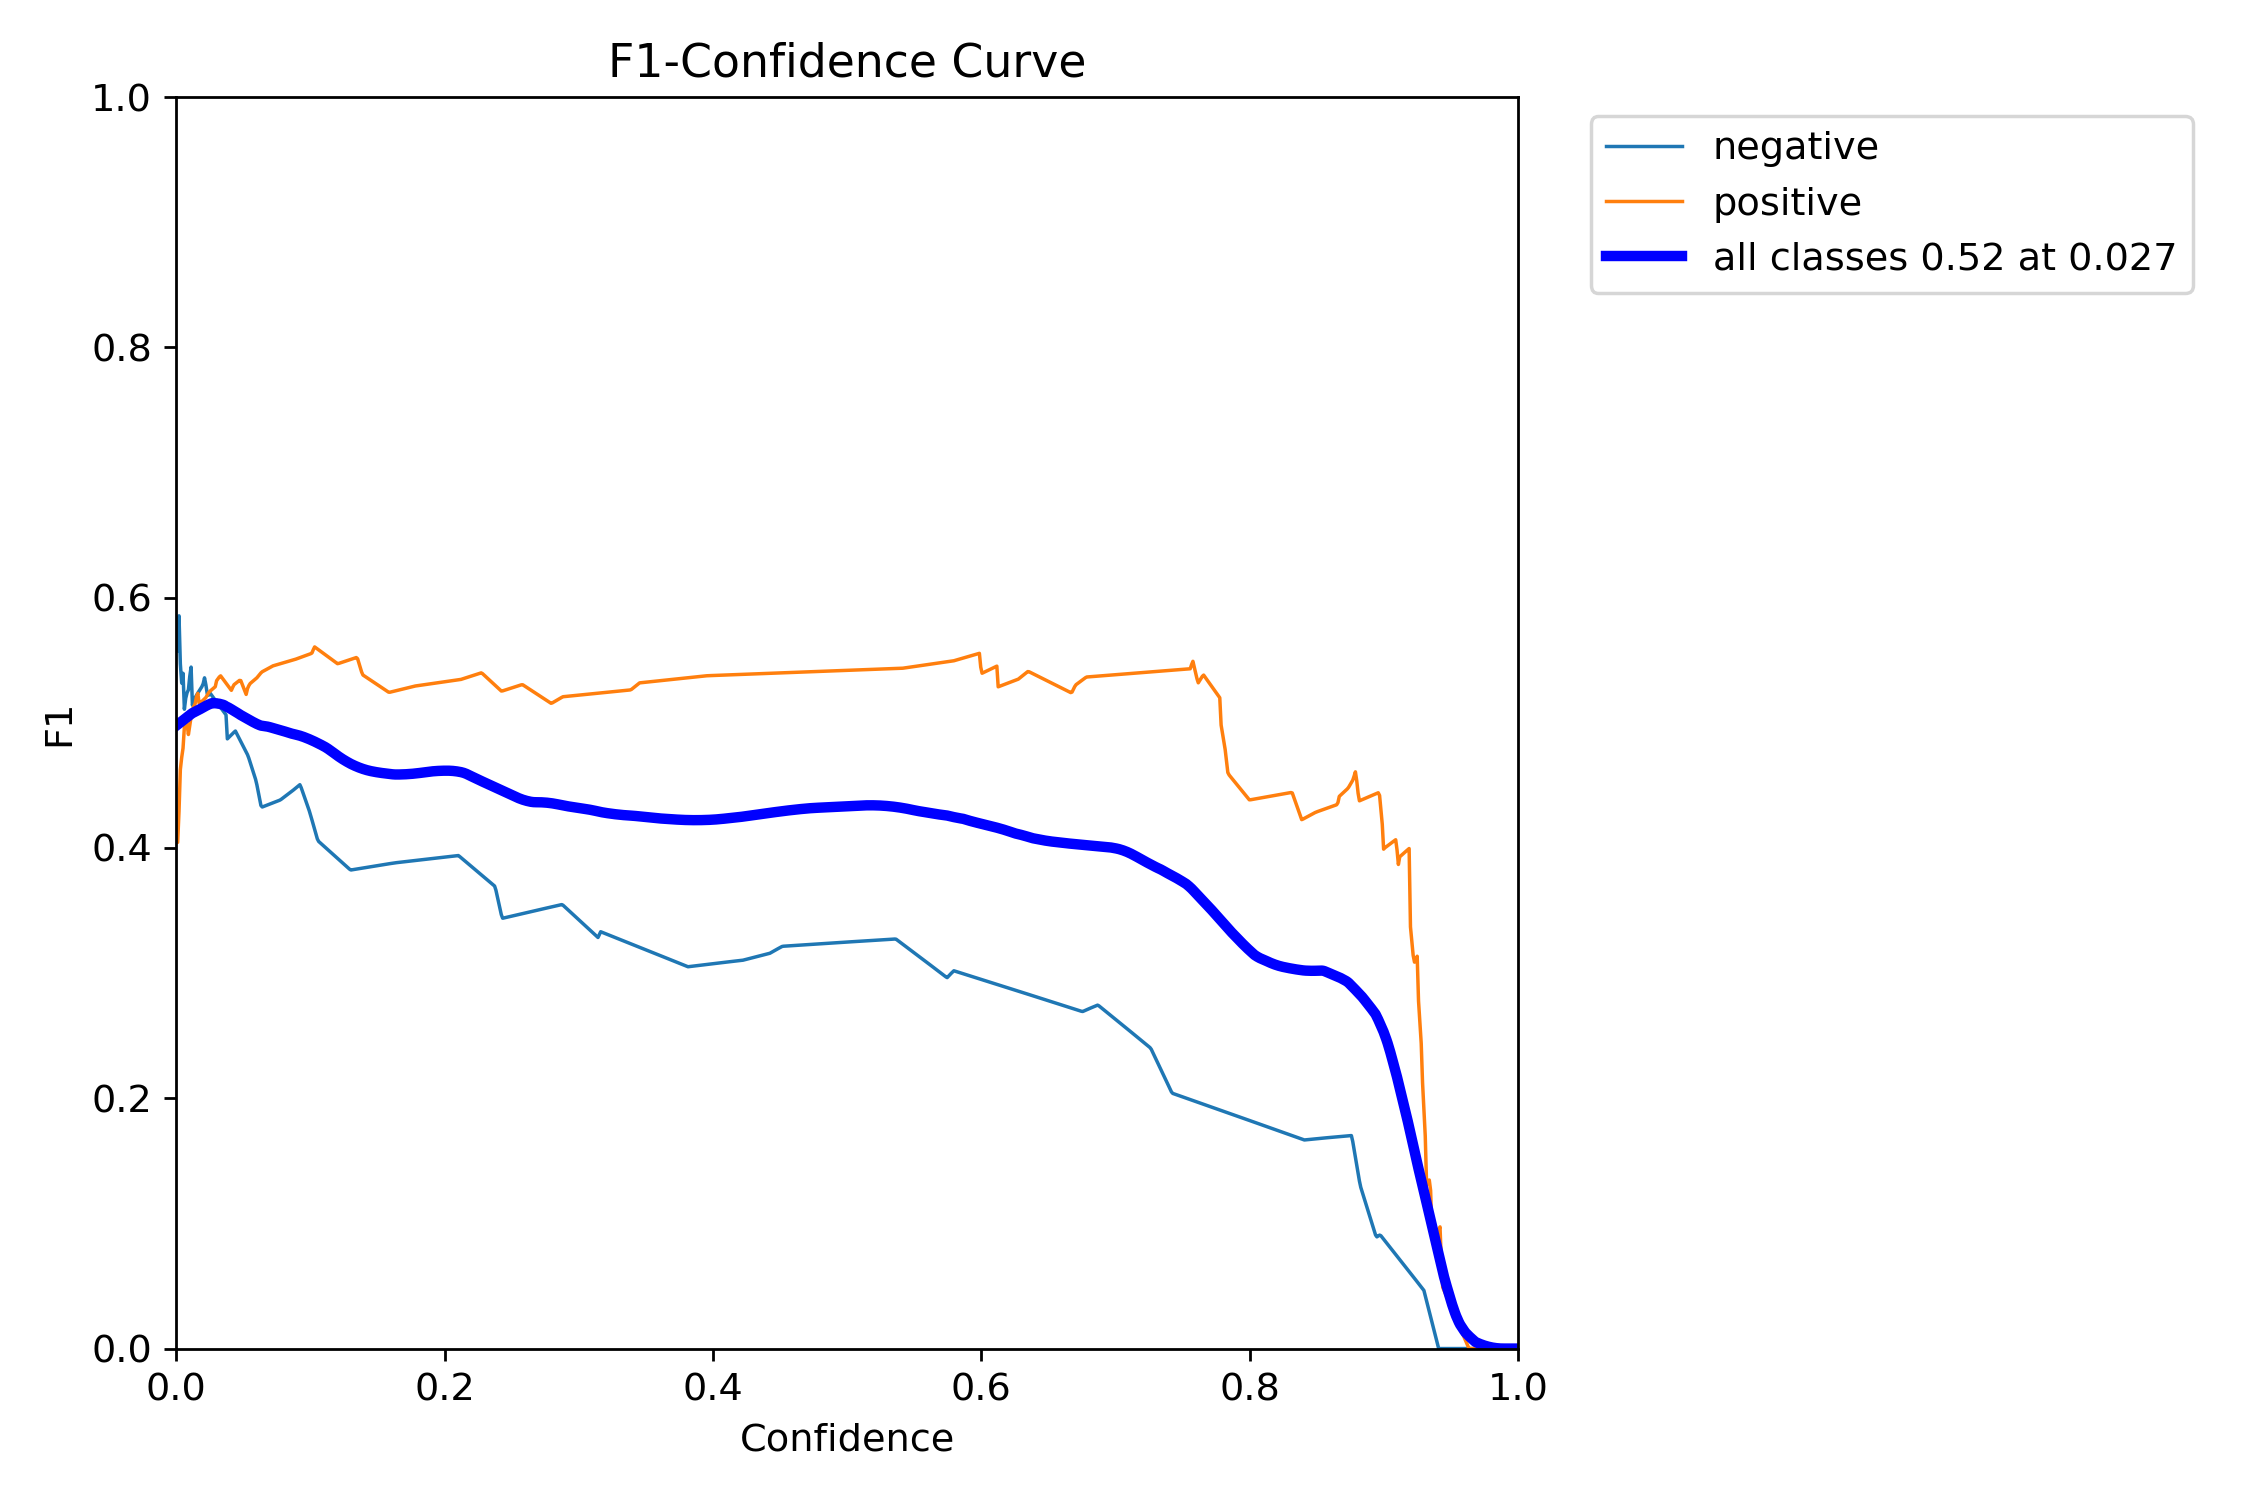 F1-Confidence Curve
1.0
0.8
0.6
0.4
0.2
0.0
F1
0.0 0.2 0.4 0.6 0.8 1.0
Confidence
negative
positive
all classes 0.52 at 0.027